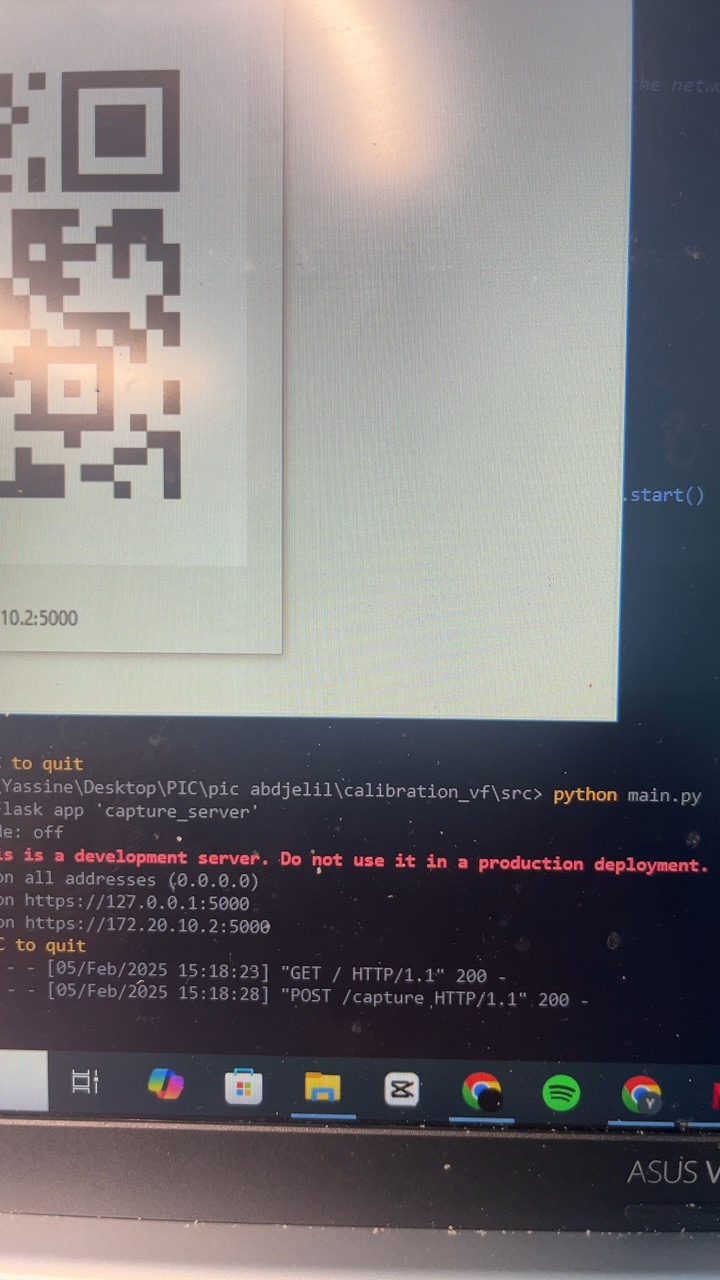 the netw
.start()
10.2:5000
C to quit
\Yassine\Desktop\PIC\pic abdjelil\calibration_vf\src> python main.py
Flask app 'capture_server'
de: off
is is a development server. Do not use it in a production deployment.
on all addresses (0.0.0.0)
on https://127.0.0.1:5000
on https://172.20.10.2:5000
C to quit
- - [05/Feb/2025 15:18:23] "GET / HTTP/1.1" 200 -
- - [05/Feb/2025 15:18:28] "POST /capture HTTP/1.1" 200 -
Y
ASUS V